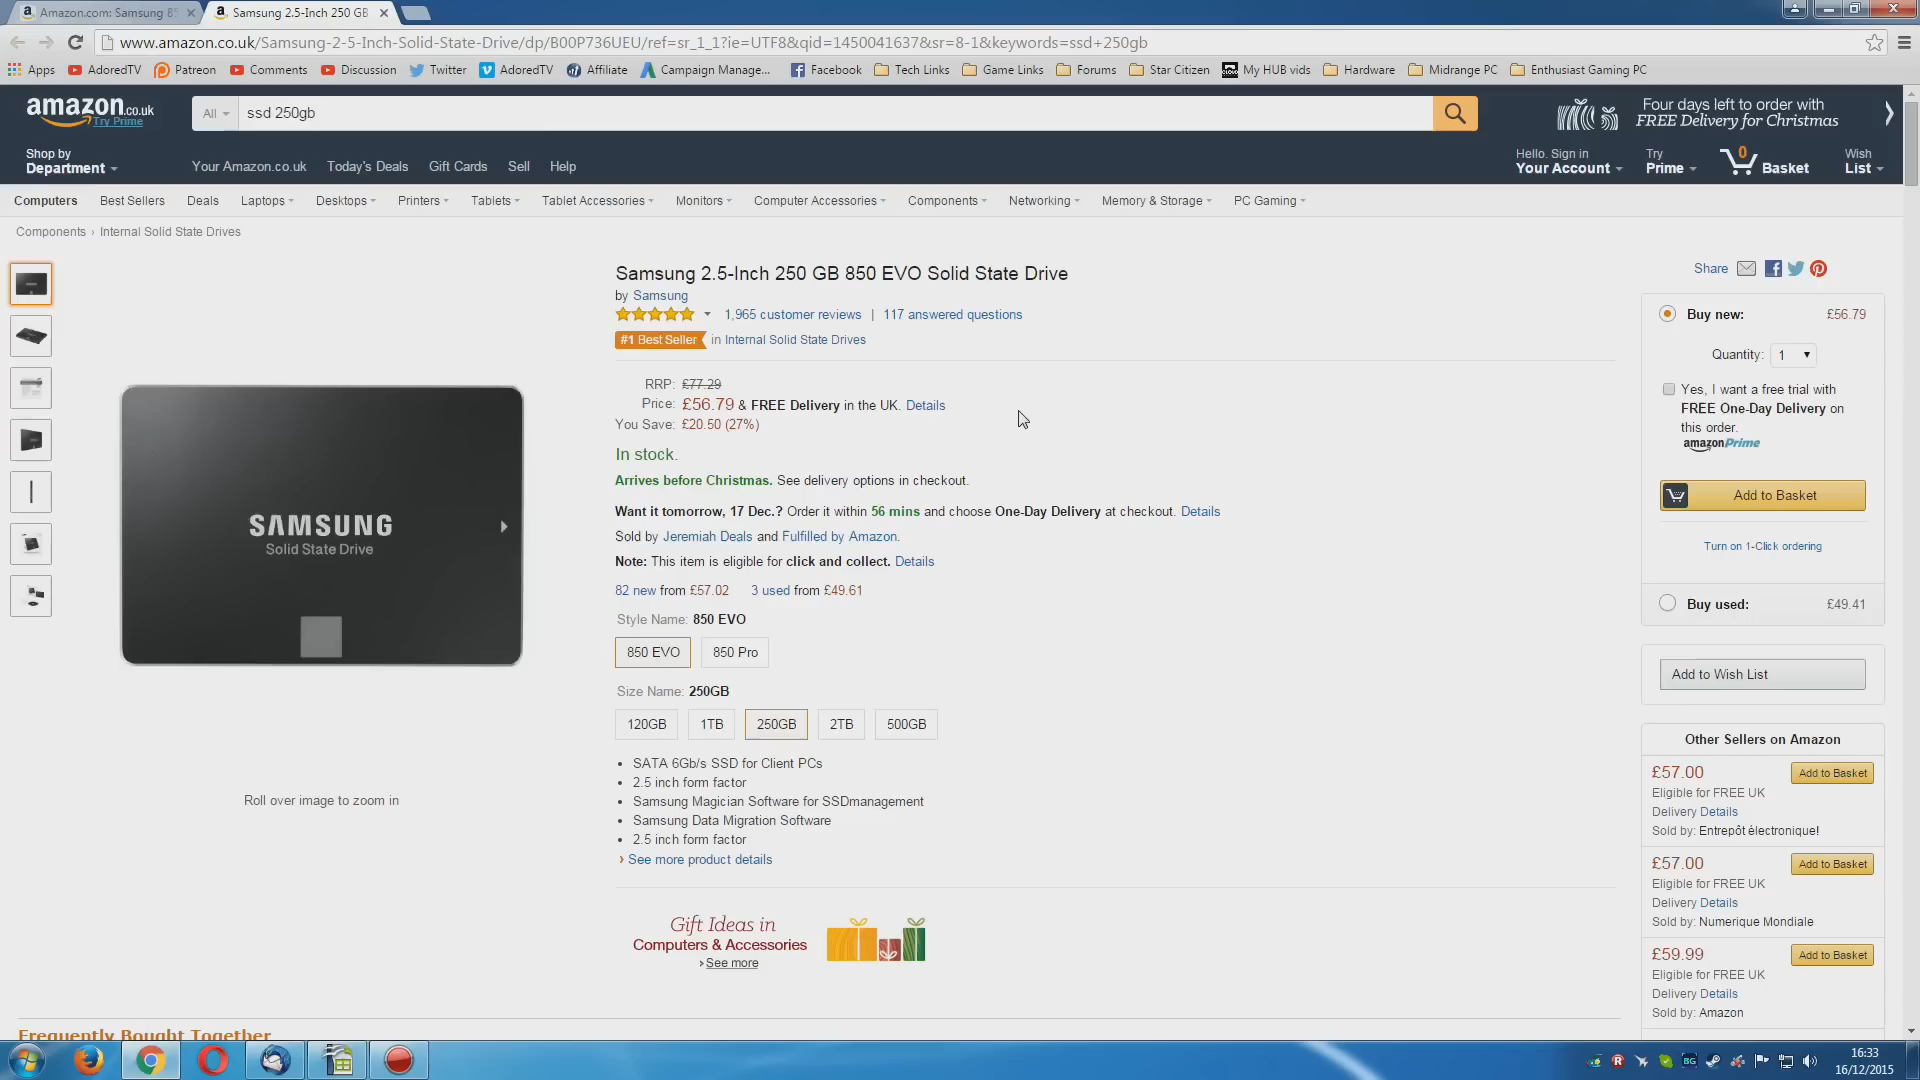 Amazon.com: Samsung 85
Samsung 2.5-Inch 250 GB
www.amazon.co.uk/Samsung-2-5-Inch-Solid-State-Drive/dp/B00P736UEU/ref=sr_1_1?ie=UTF8&qid=1450041637&sr=8-1&keywords=ssd+250gb
Apps AdoredTV Patreon Comments Discussion Twitter AdoredTV Affiliate Campaign Manage... Facebook Tech Links Game Links Forums Star Citizen My HUB vids Hardware Midrange PC Enthusiast Gaming PC
amazon.co.uk
Try Prime
All
ssd 250gb
Four days left to order with
FREE Delivery for Christmas
Shop by
Department
Your Amazon.co.uk Today's Deals Gift Cards Sell Help
Hello. Sign in
Your Account
Try
Prime
0
Basket
Wish
List
Computers Best Sellers Deals Laptops Desktops Printers Tablets Tablet Accessories Monitors Computer Accessories Components Networking Memory & Storage PC Gaming
Components › Internal Solid State Drives
SAMSUNG
Solid State Drive
Roll over image to zoom in
Samsung 2.5-Inch 250 GB 850 EVO Solid State Drive
by Samsung
1,965 customer reviews | 117 answered questions
#1 Best Seller in Internal Solid State Drives
RRP: £77.29
Price: £56.79 & FREE Delivery in the UK. Details
You Save: £20.50 (27%)
In stock.
Arrives before Christmas. See delivery options in checkout.
Want it tomorrow, 17 Dec.? Order it within 56 mins and choose One-Day Delivery at checkout. Details
Sold by Jeremiah Deals and Fulfilled by Amazon.
Note: This item is eligible for click and collect. Details
82 new from £57.02 3 used from £49.61
Style Name: 850 EVO
850 EVO 850 Pro
Size Name: 250GB
120GB 1TB 250GB 2TB 500GB
• SATA 6Gb/s SSD for Client PCs
• 2.5 inch form factor
• Samsung Magician Software for SSDmanagement
• Samsung Data Migration Software
• 2.5 inch form factor
› See more product details
Gift Ideas in
Computers & Accessories
› See more
Share
Buy new: £56.79
Quantity: 1
Yes, I want a free trial with
FREE One-Day Delivery on
this order.
amazonPrime
Add to Basket
Turn on 1-Click ordering
Buy used: £49.41
Add to Wish List
Other Sellers on Amazon
£57.00 Add to Basket
Eligible for FREE UK
Delivery Details
Sold by: Entrepôt électronique!
£57.00 Add to Basket
Eligible for FREE UK
Delivery Details
Sold by: Numerique Mondiale
£59.99 Add to Basket
Eligible for FREE UK
Delivery Details
Sold by: Amazon
Frequently Bought Together
16:33
16/12/2015